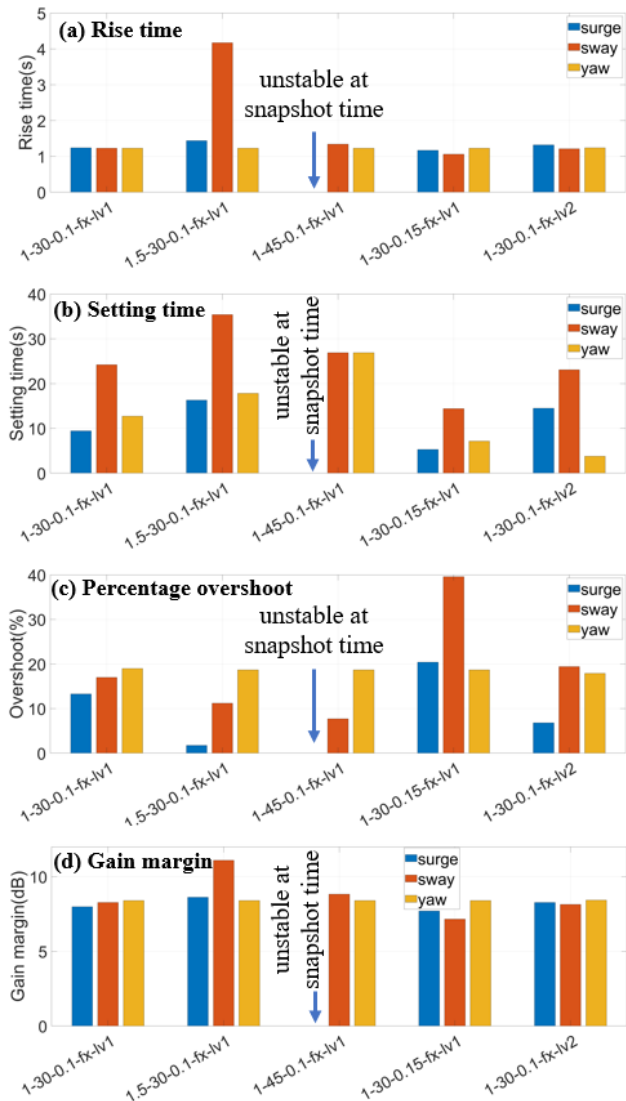 (a) Rise time
surge
sway
yaw
unstable at
snapshot time
Rise time(s)
5
4
3
2
1
0
1-30-0.1-fx-lv1
1.5-30-0.1-fx-lv1
1-45-0.1-fx-lv1
1-30-0.15-fx-lv1
1-30-0.1-fx-lv2
(b) Setting time
surge
sway
yaw
unstable at
snapshot time
Setting time(s)
40
30
20
10
0
1-30-0.1-fx-lv1
1.5-30-0.1-fx-lv1
1-45-0.1-fx-lv1
1-30-0.15-fx-lv1
1-30-0.1-fx-lv2
(c) Percentage overshoot
surge
sway
yaw
unstable at
snapshot time
Overshoot(%)
40
30
20
10
0
1-30-0.1-fx-lv1
1.5-30-0.1-fx-lv1
1-45-0.1-fx-lv1
1-30-0.15-fx-lv1
1-30-0.1-fx-lv2
(d) Gain margin
surge
sway
yaw
unstable at
snapshot time
Gain margin(dB)
10
5
0
1-30-0.1-fx-lv1
1.5-30-0.1-fx-lv1
1-45-0.1-fx-lv1
1-30-0.15-fx-lv1
1-30-0.1-fx-lv2